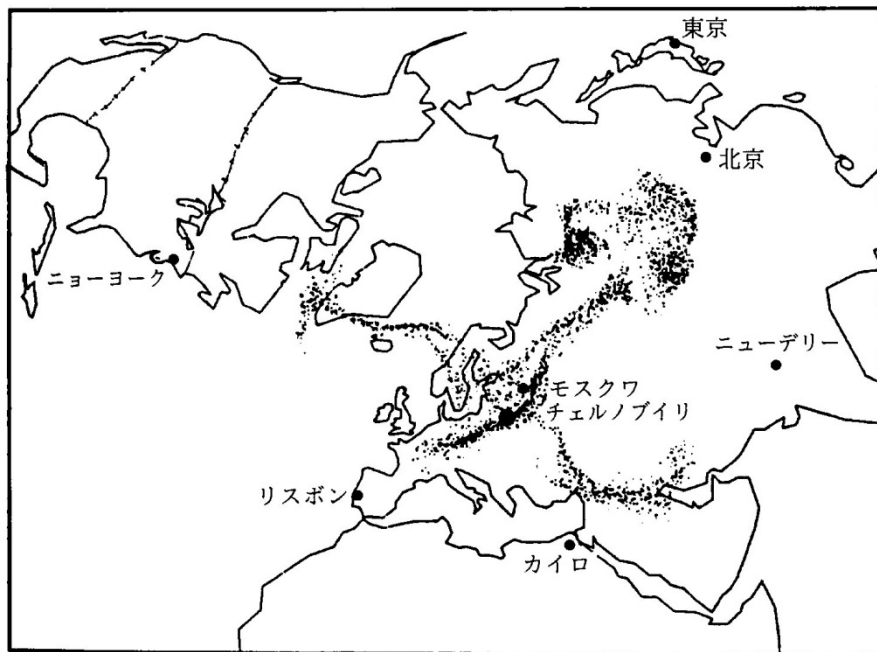 東京
北京
ニョーヨーク
ニューデリー
モスクワ
チェルノブイリ
リスボン
カイロ